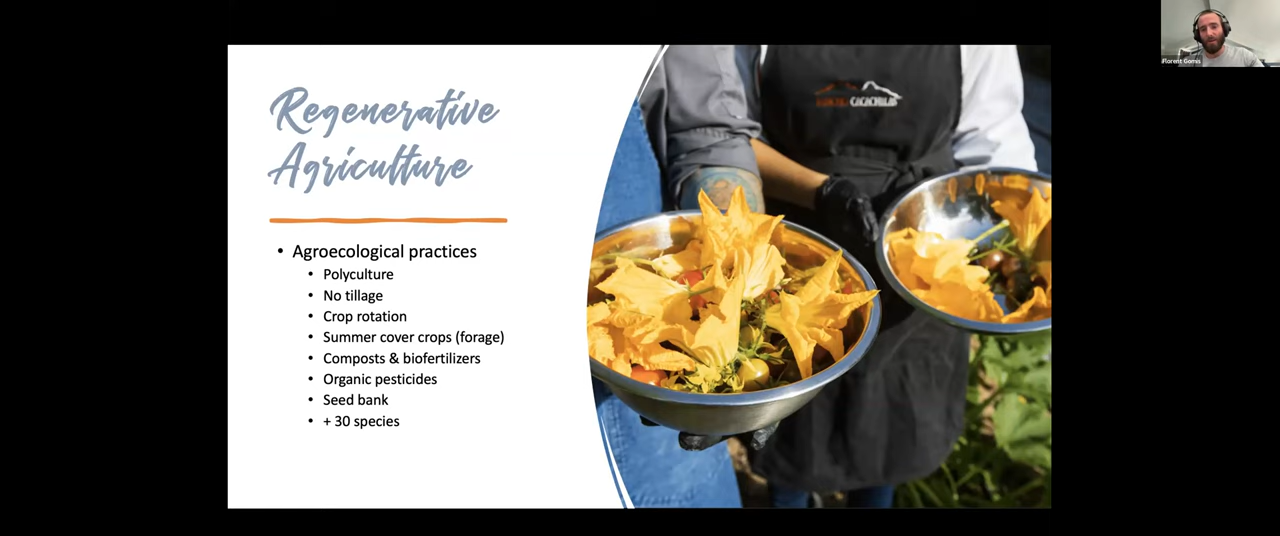 Regenerative
Agriculture
• Agroecological practices
• Polyculture
• No tillage
• Crop rotation
• Summer cover crops (forage)
• Composts & biofertilizers
• Organic pesticides
• Seed bank
• + 30 species
CACACHILAS
Florent Gomis